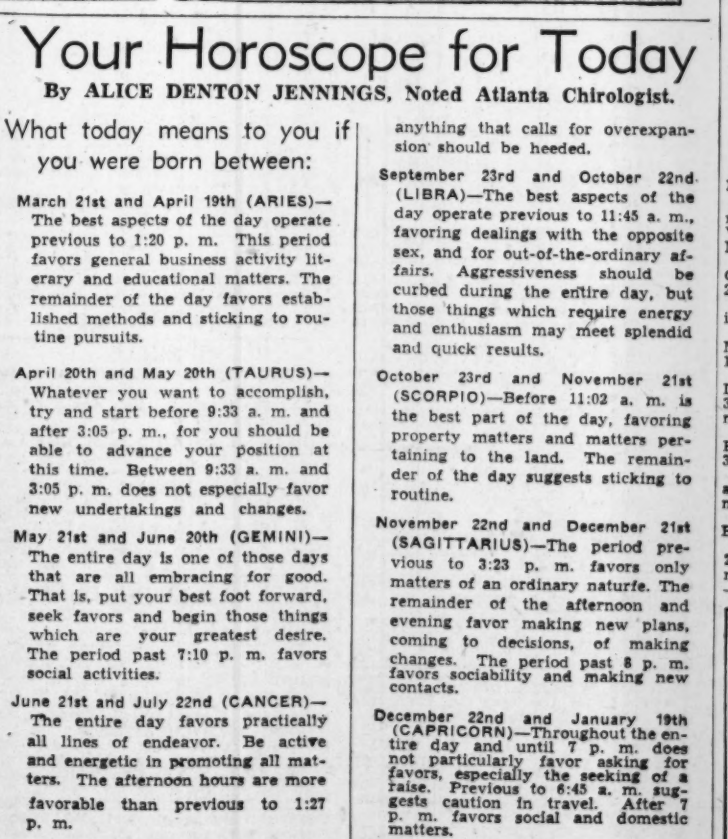 Your Horoscope for Today
By ALICE DENTON JENNINGS, Noted Atlanta Chirologist.
What today means to you if
you were born between:
March 21st and April 19th (ARIES)—
The best aspects of the day operate
previous to 1:20 p. m. This period
favors general business activity lit-
erary and educational matters. The
remainder of the day favors estab-
lished methods and sticking to rou-
tine pursuits.
April 20th and May 20th (TAURUS)—
Whatever you want to accomplish,
try and start before 9:33 a. m. and
after 3:05 p. m., for you should be
able to advance your position at
this time. Between 9:33 a. m. and
3:05 p. m. does not especially favor
new undertakings and changes.
May 21st and June 20th (GEMINI)—
The entire day is one of those days
that are all embracing for good.
That is, put your best foot forward,
seek favors and begin those things
which are your greatest desire.
The period past 7:10 p. m. favors
social activities.
June 21st and July 22nd (CANCER)—
The entire day favors practically
all lines of endeavor. Be active
and energetic in promoting all mat-
ters. The afternoon hours are more
favorable than previous to 1:27
p. m.
anything that calls for overexpan-
sion should be heeded.
September 23rd and October 22nd
(LIBRA)—The best aspects of the
day operate previous to 11:45 a. m.,
favoring dealings with the opposite
sex, and for out-of-the-ordinary af-
fairs. Aggressiveness should be
curbed during the entire day, but
those things which require energy
and enthusiasm may meet splendid
and quick results.
October 23rd and November 21st
(SCORPIO)—Before 11:02 a. m. is
the best part of the day, favoring
property matters and matters per-
taining to the land. The remain-
der of the day suggests sticking to
routine.
November 22nd and December 21st
(SAGITTARIUS)—The period pre-
vious to 3:23 p. m. favors only
matters of an ordinary naturfe. The
remainder of the afternoon and
evening favor making new plans,
coming to decisions, of making
changes. The period past 8 p. m.
favors sociability and making new
contacts.
December 22nd and January 19th
(CAPRICORN)—Throughout the en-
tire day and until 7 p. m. does
not particularly favor asking for
favors, especially the seeking of a
raise. Previous to 6:45 a. m. sug-
gests caution in travel. After 7
p. m. favors social and domestic
matters.